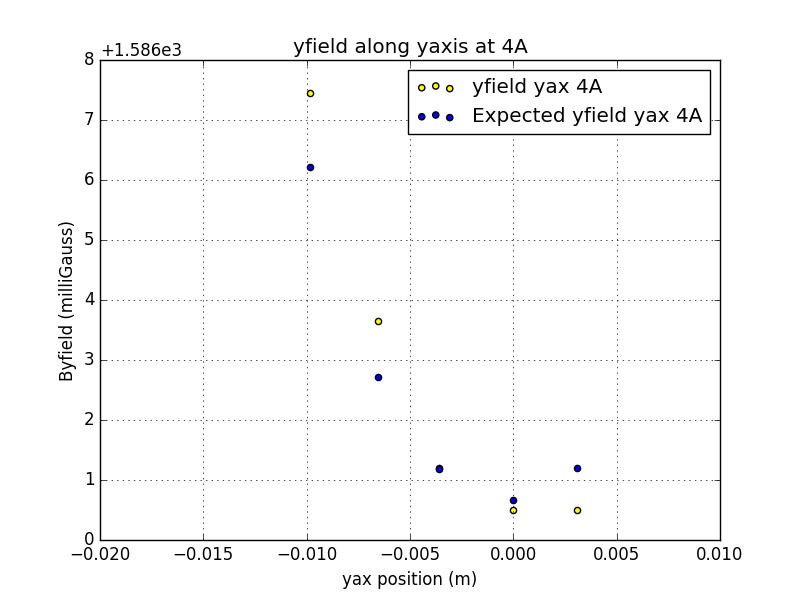 yfield along yaxis at 4A
+1.586e3
yfield yax 4A
Expected yfield yax 4A
8
7
6
5
4
3
2
1
0
Byfield (milliGauss)
−0.020 −0.015 −0.010 −0.005 0.000 0.005 0.010
yax position (m)